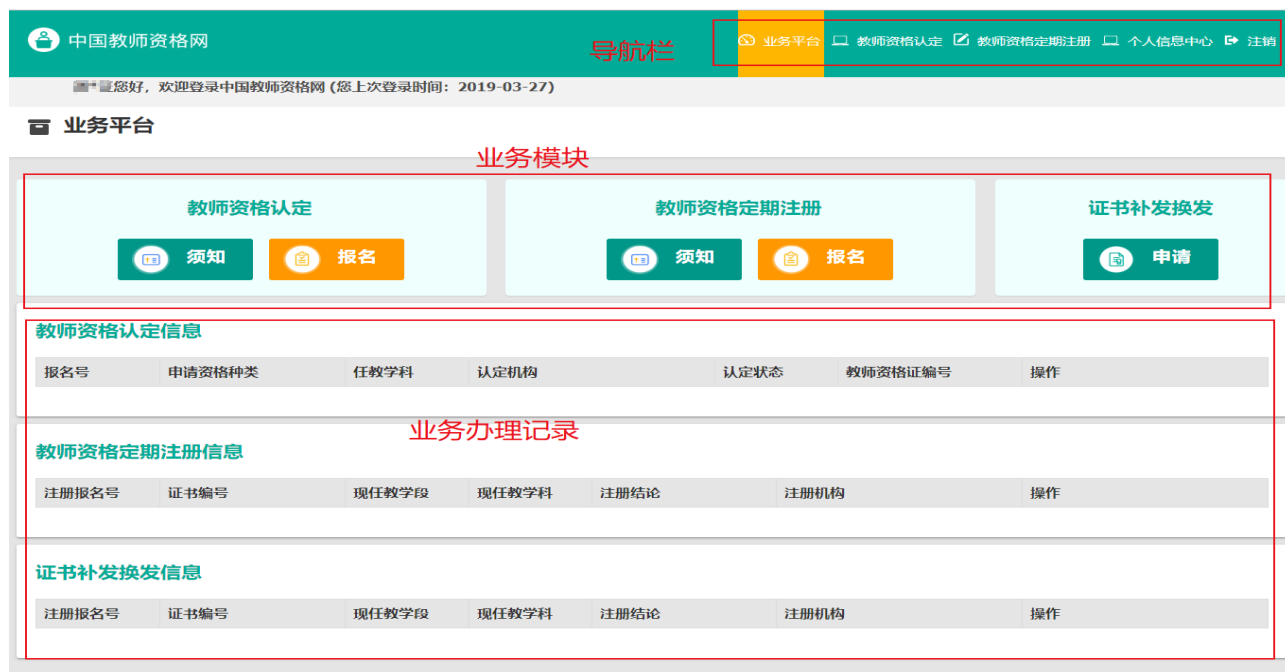 中国教师资格网
导航栏
业务平台 教师资格认定 教师资格定期注册 个人信息中心 注销
您好，欢迎登录中国教师资格网 (您上次登录时间：2019-03-27)
业务平台
业务模块
教师资格认定 教师资格定期注册 证书补发换发
须知 报名 须知 报名 申请
教师资格认定信息
报名号 申请资格种类 任教学科 认定机构 认定状态 教师资格证编号 操作
业务办理记录
教师资格定期注册信息
注册报名号 证书编号 现任教学段 现任教学科 注册结论 注册机构 操作
证书补发换发信息
注册报名号 证书编号 现任教学段 现任教学科 注册结论 注册机构 操作